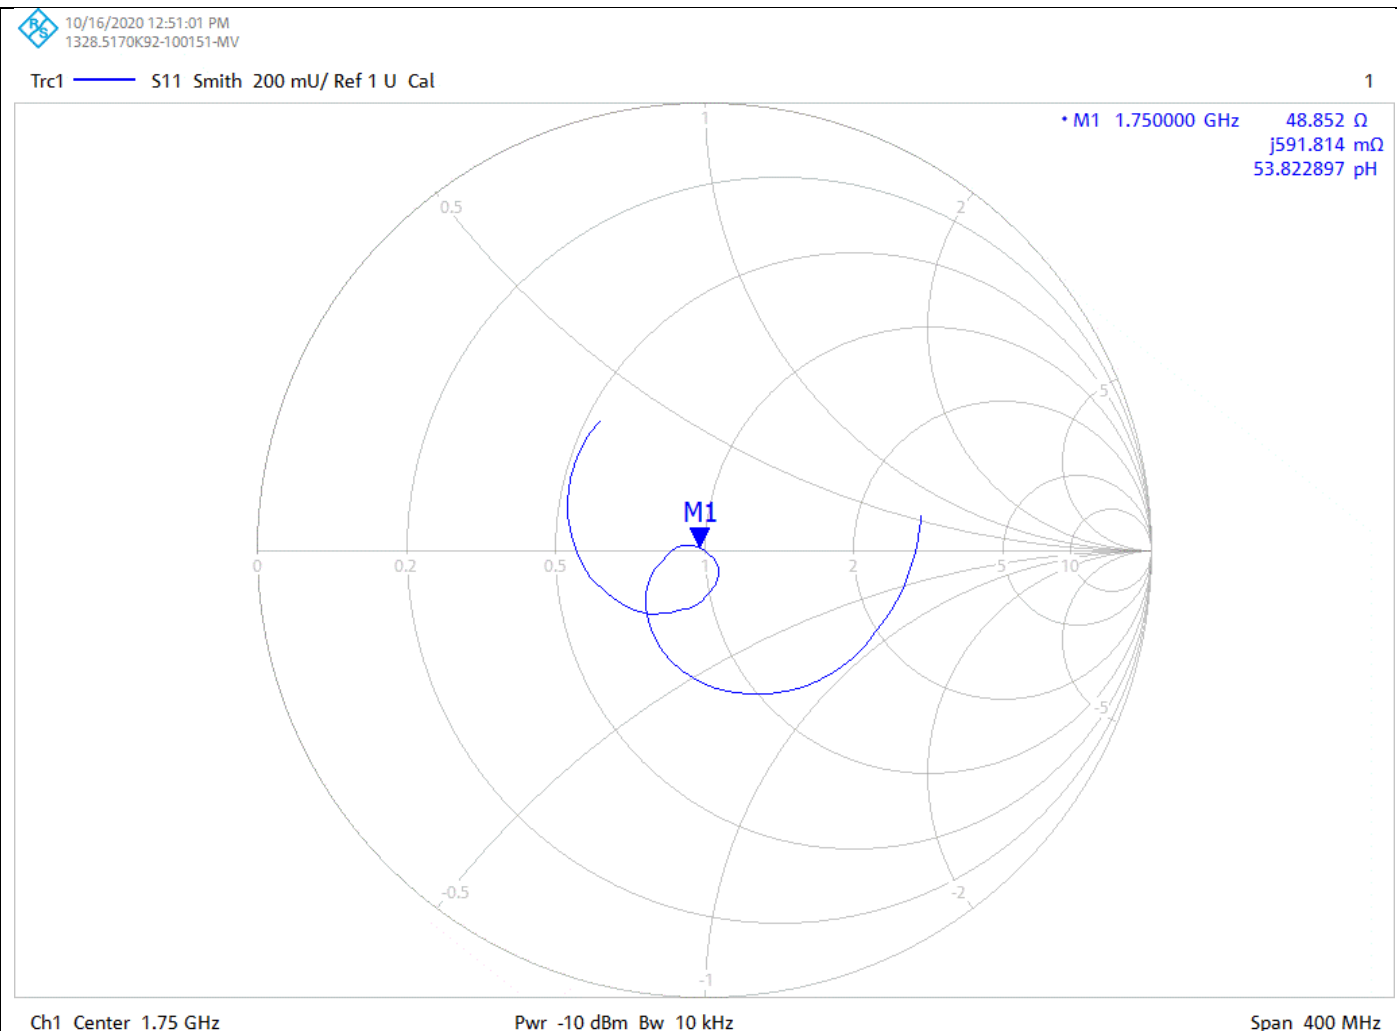 R&S
10/16/2020 12:51:01 PM
1328.5170K92-100151-MV
Trc1 S11 Smith 200 mU/ Ref 1 U Cal 1
• M1 1.750000 GHz 48.852 Ω
j591.814 mΩ
53.822897 pH
1
0.5 2
5
M1
0 0.2 0.5 1 2 5 10
-5
-0.5 -2
-1
Ch1 Center 1.75 GHz Pwr -10 dBm Bw 10 kHz Span 400 MHz